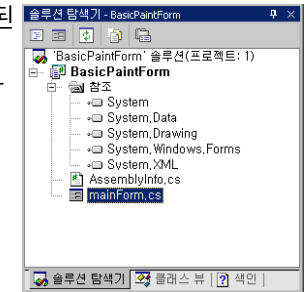 된
솔루션 탐색기 - BasicPaintForm
'BasicPaintForm' 솔루션(프로젝트: 1)
BasicPaintForm
참조
System
System.Data
System.Drawing
System.Windows.Forms
System.XML
AssemblyInfo.cs
mainForm.cs
솔루션 탐색기 클래스 뷰 색인